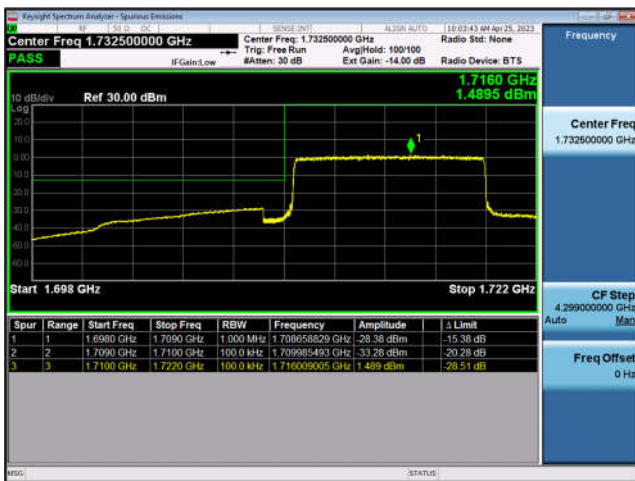 Keysight Spectrum Analyzer - Spurious Emissions
RF 50 Ω DC SENSE:INT ALIGN AUTO 10:03:43 AM Apr 25, 2023
Center Freq 1.732500000 GHz
PASS
IFGain:Low
Center Freq: 1.732500000 GHz
Trig: Free Run Avg|Hold: 100/100
#Atten: 30 dB Ext Gain: -14.00 dB
Radio Std: None
Radio Device: BTS
Frequency
1.7160 GHz
1.4895 dBm
10 dB/div Ref 30.00 dBm
Log
20.0
10.0
0.00
-10.0
-20.0
-30.0
-40.0
-50.0
-60.0
1
Start 1.698 GHz Stop 1.722 GHz
Center Freq
1.732500000 GHz
CF Step
4.299000000 GHz
Auto Man
Freq Offset
0 Hz
Spur Range Start Freq Stop Freq RBW Frequency Amplitude Δ Limit
1 1 1.6980 GHz 1.7090 GHz 1.000 MHz 1.708658829 GHz -28.38 dBm -15.38 dB
2 2 1.7090 GHz 1.7100 GHz 100.0 kHz 1.709985493 GHz -33.28 dBm -20.28 dB
3 3 1.7100 GHz 1.7220 GHz 100.0 kHz 1.716009005 GHz 1.489 dBm -28.51 dB
MSG STATUS